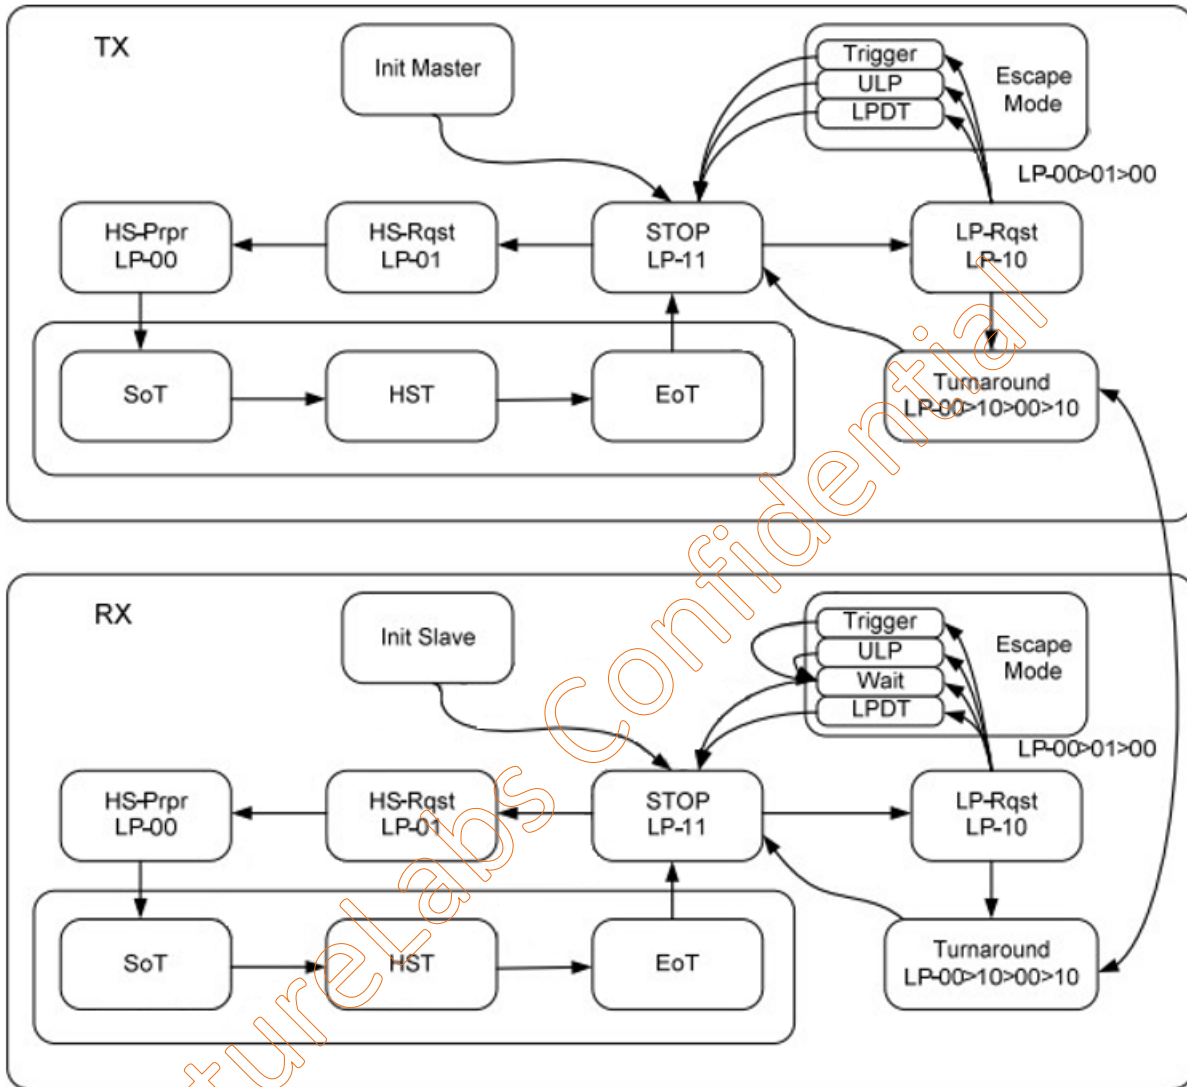 TX
Init Master
Trigger
ULP
LPDT
Escape
Mode
LP-00>01>00
HS-Prpr
LP-00
HS-Rqst
LP-01
STOP
LP-11
LP-Rqst
LP-10
SoT
HST
EoT
Turnaround
LP-00>10>00>10
RX
Init Slave
Trigger
ULP
Wait
LPDT
Escape
Mode
LP-00>01>00
HS-Prpr
LP-00
HS-Rqst
LP-01
STOP
LP-11
LP-Rqst
LP-10
SoT
HST
EoT
Turnaround
LP-00>10>00>10
tureLabs Confidential